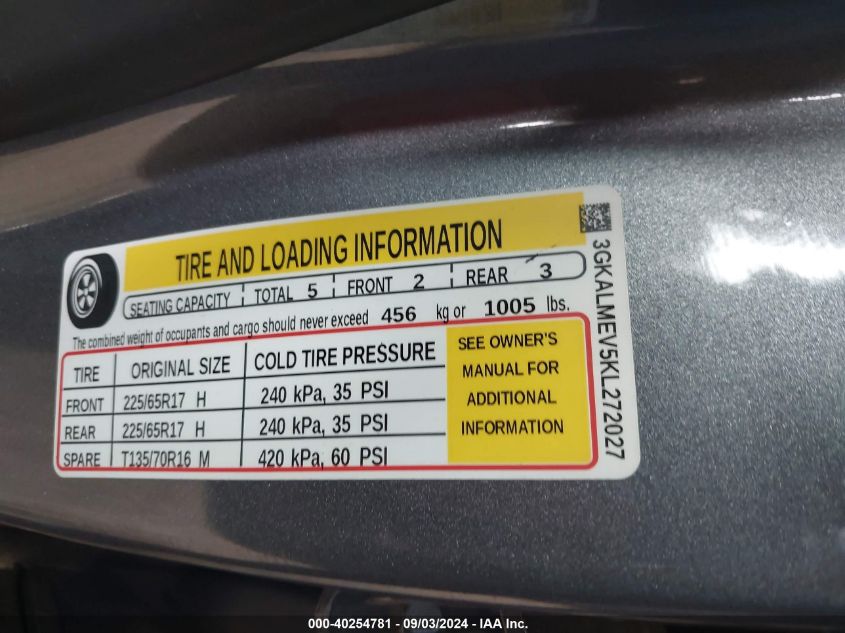 TIRE AND LOADING INFORMATION
SEATING CAPACITY TOTAL 5 FRONT 2 REAR 3
The combined weight of occupants and cargo should never exceed 456 kg or 1005 lbs.
TIRE ORIGINAL SIZE COLD TIRE PRESSURE
FRONT 225/65R17 H 240 kPa, 35 PSI
REAR 225/65R17 H 240 kPa, 35 PSI
SPARE T135/70R16 M 420 kPa, 60 PSI
SEE OWNER'S
MANUAL FOR
ADDITIONAL
INFORMATION
3GKALMEV5KL272027
000-40254781 - 09/03/2024 - IAA Inc.